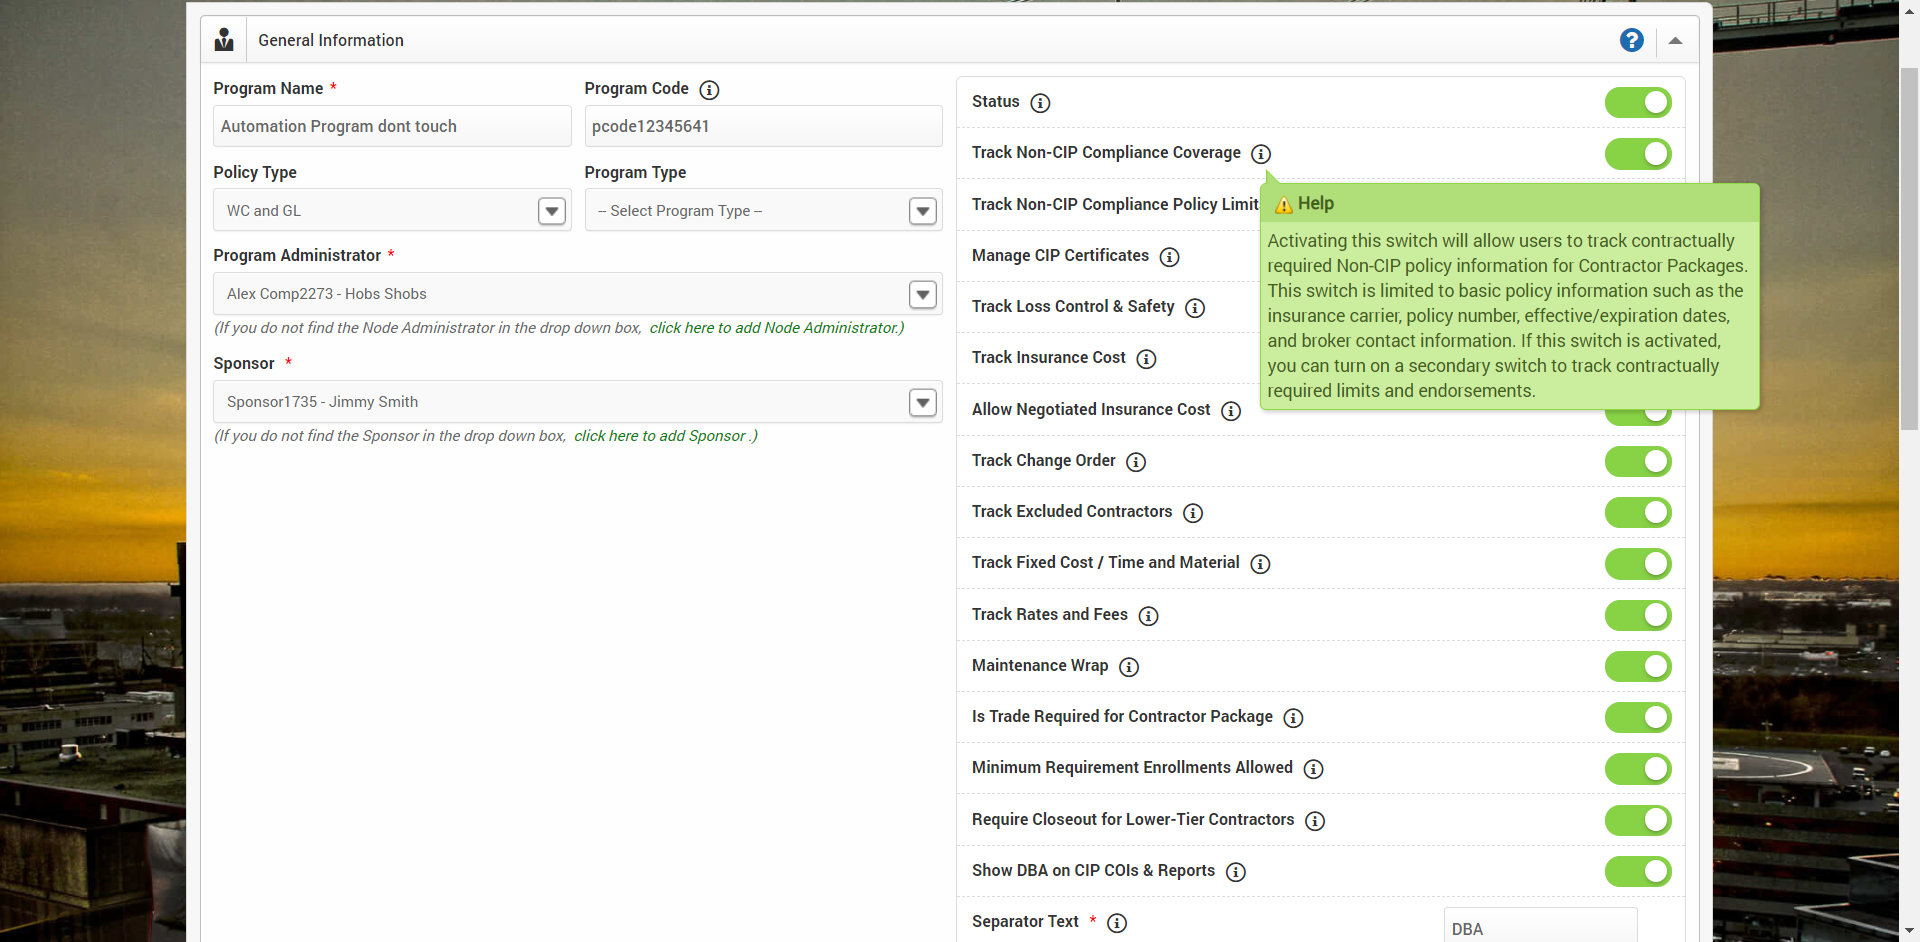 General Information
Program Name *
Program Code
Automation Program dont touch
pcode12345641
Policy Type
Program Type
WC and GL
-- Select Program Type --
Program Administrator *
Alex Comp2273 - Hobs Shobs
(If you do not find the Node Administrator in the drop down box, click here to add Node Administrator.)
Sponsor *
Sponsor1735 - Jimmy Smith
(If you do not find the Sponsor in the drop down box, click here to add Sponsor .)
Status
Track Non-CIP Compliance Coverage
Track Non-CIP Compliance Policy Limit
Manage CIP Certificates
Track Loss Control & Safety
Track Insurance Cost
Allow Negotiated Insurance Cost
Track Change Order
Track Excluded Contractors
Track Fixed Cost / Time and Material
Track Rates and Fees
Maintenance Wrap
Is Trade Required for Contractor Package
Minimum Requirement Enrollments Allowed
Require Closeout for Lower-Tier Contractors
Show DBA on CIP COIs & Reports
Separator Text *
DBA
Help
Activating this switch will allow users to track contractually
required Non-CIP policy information for Contractor Packages.
This switch is limited to basic policy information such as the
insurance carrier, policy number, effective/expiration dates,
and broker contact information. If this switch is activated,
you can turn on a secondary switch to track contractually
required limits and endorsements.